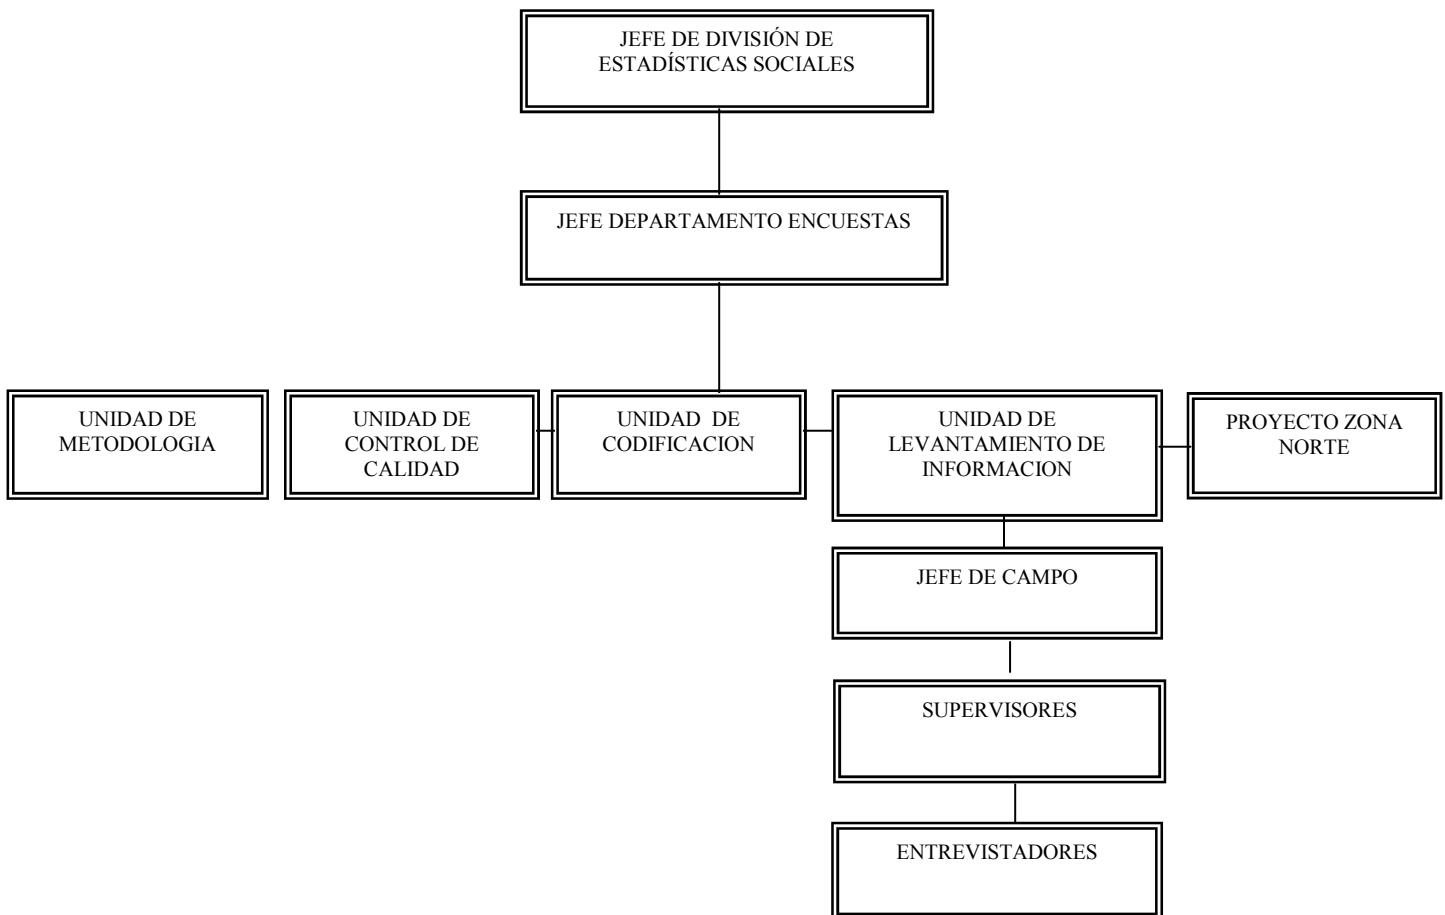 JEFE DE DIVISIÓN DE
ESTADÍSTICAS SOCIALES
JEFE DEPARTAMENTO ENCUESTAS
UNIDAD DE
METODOLOGIA
UNIDAD DE
CONTROL DE
CALIDAD
UNIDAD DE
CODIFICACION
UNIDAD DE
LEVANTAMIENTO DE
INFORMACION
PROYECTO ZONA
NORTE
JEFE DE CAMPO
SUPERVISORES
ENTREVISTADORES